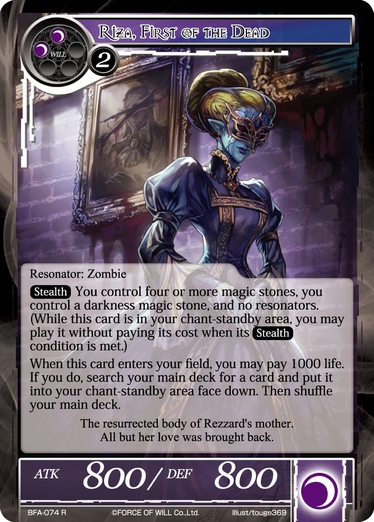 Riza, First of the Dead
WILL
2
Resonator: Zombie
Stealth You control four or more magic stones, you
control a darkness magic stone, and no resonators.
(While this card is in your chant-standby area, you may
play it without paying its cost when its Stealth
condition is met.)
When this card enters your field, you may pay 1000 life.
If you do, search your main deck for a card and put it
into your chant-standby area face down. Then shuffle
your main deck.
The resurrected body of Rezzard's mother.
All but her love was brought back.
ATK 800/ DEF 800
BFA-074 R ©FORCE OF WILL Co.,Ltd. Illust/touge369